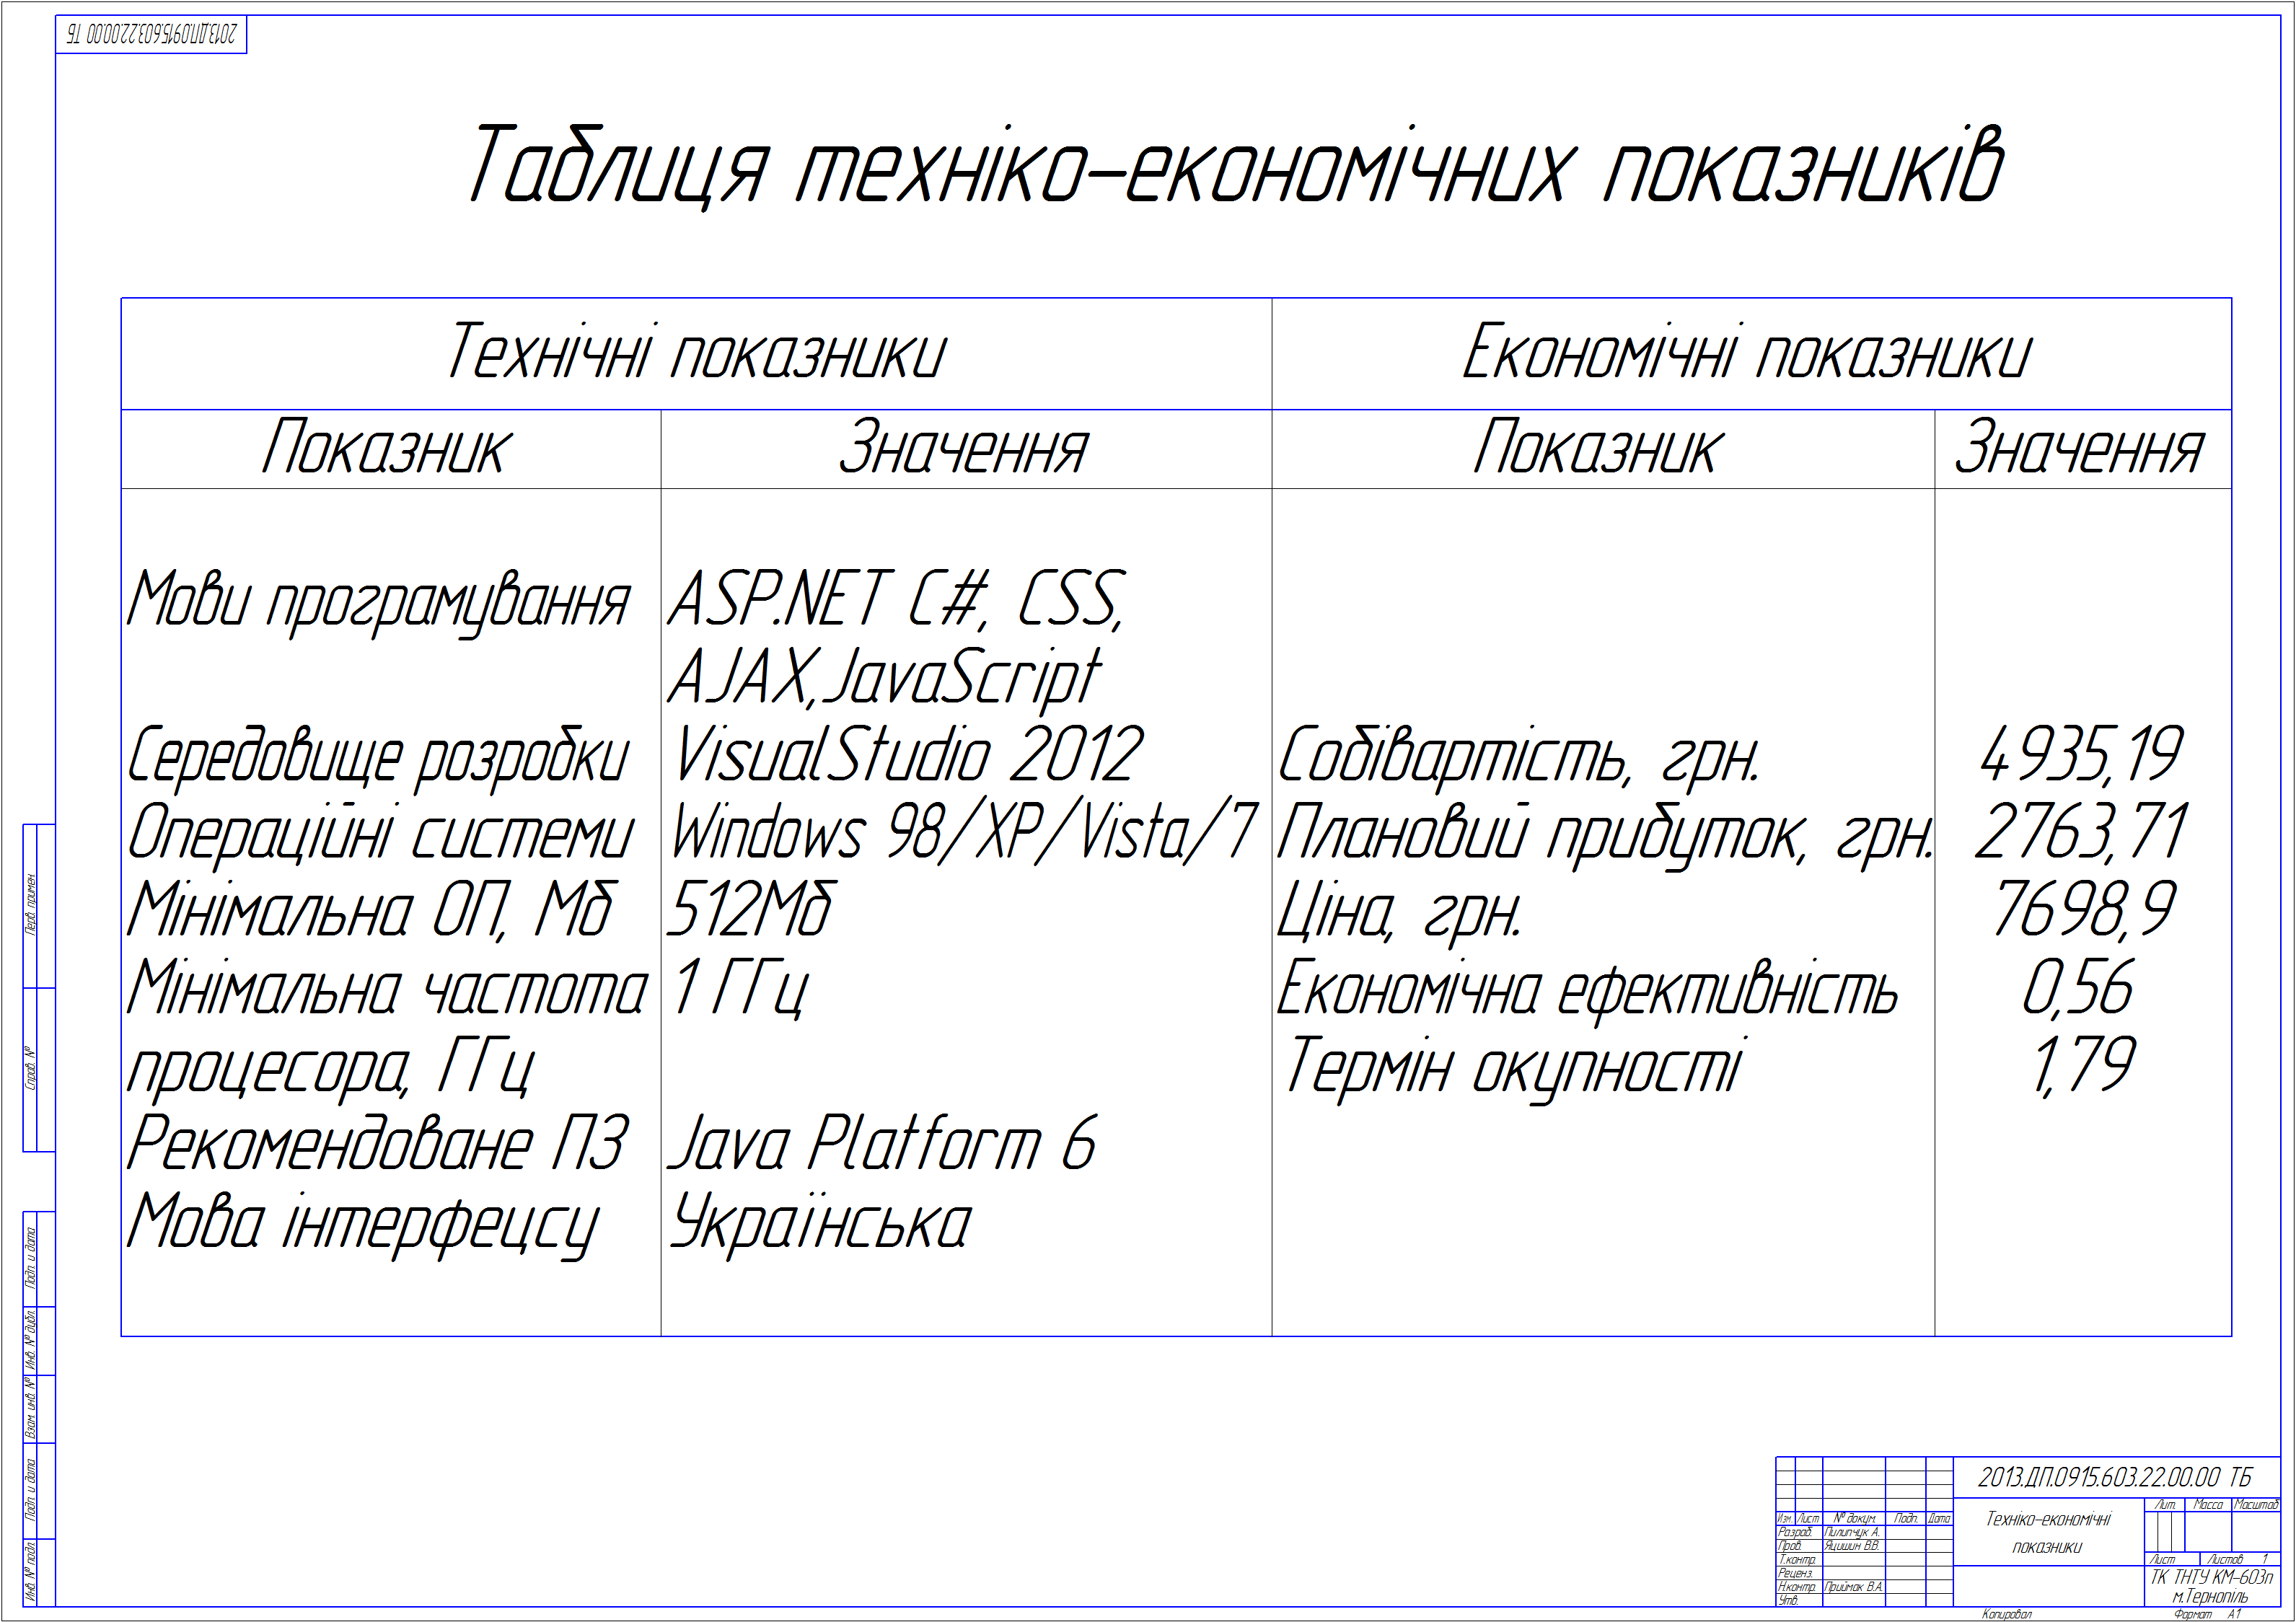 2013.ДП.0915.603.22.00.00 ТБ
Таблиця техніко-економічних показників
Технічні показники
Економічні показники
Показник
Значення
Показник
Значення
Мови програмування
ASP.NET C#, CSS,
AJAX,JavaScript
Середовище розробки
VisualStudio 2012
Собівартість, грн.
4935,19
Операційні системи
Windows 98/XP/Vista/7
Плановий прибуток, грн.
2763,71
Мінімальна ОП, Мб
512Мб
Ціна, грн.
7698,9
Мінімальна частота
1 ГГц
Економічна ефективність
0,56
процесора, ГГц
Термін окупності
1,79
Рекомендоване ПЗ
Java Platform 6
Мова інтерфецсу
Українська
Перв. примен.
Справ. №
Подп. и дата
Инв. № дубл.
Взам. инв. №
Подп. и дата
Инв. № подл.
2013.ДП.0915.603.22.00.00 ТБ
Изм. Лист № докум. Подп. Дата
Разраб. Пилипчук А.
Пров. Яцишин В.В.
Т.контр.
Реценз.
Н.контр. Приймак В.А.
Утв.
Техніко-економічні
показники
Лит. Масса Масштаб
Лист Листов 1
ТК ТНТУ КМ-603п
м.Тернопіль
Копировал Формат А1